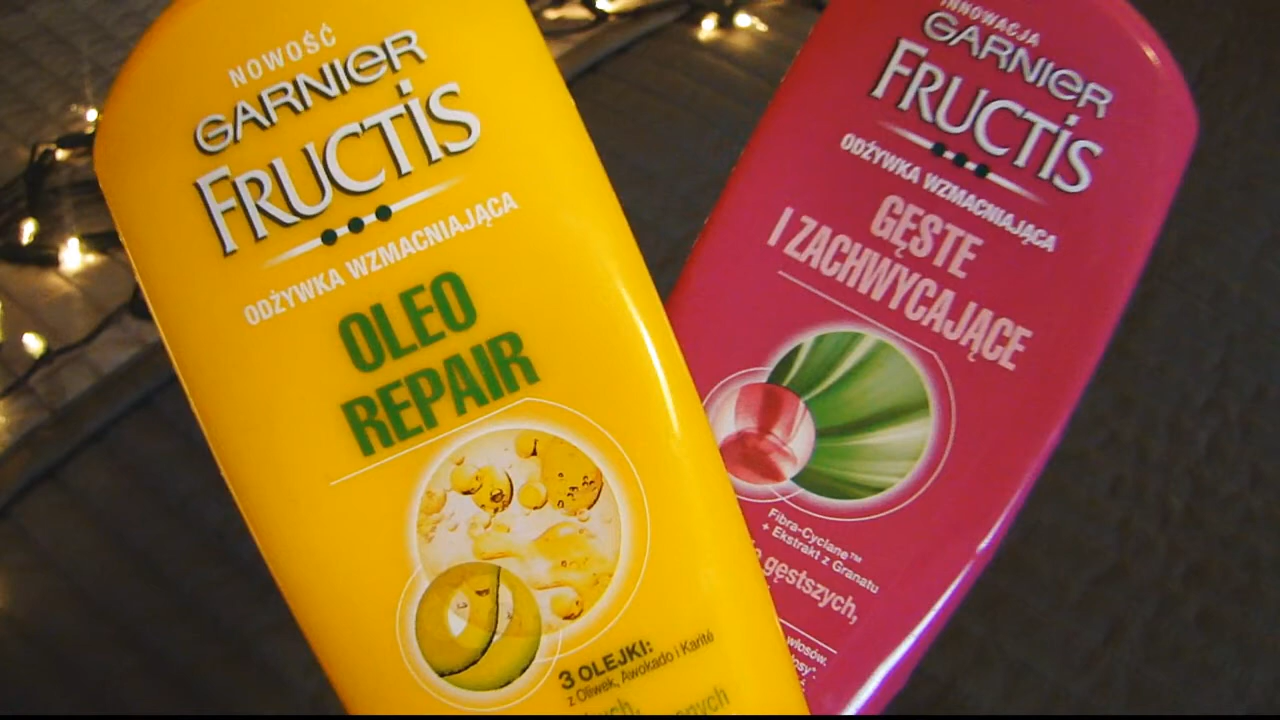 NOWOŚĆ
GARNIER
FRUCTIS
ODŻYWKA WZMACNIAJĄCA
OLEO
REPAIR
3 OLEJKI:
z Oliwek, Awokado i Karité
INNOWACJA
GARNIER
FRUCTIS
ODŻYWKA WZMACNIAJĄCA
GĘSTE
I ZACHWYCAJĄCE
Fibra-Cyclane™
+ Ekstrakt z Granatu
gęstszych,
włosów.